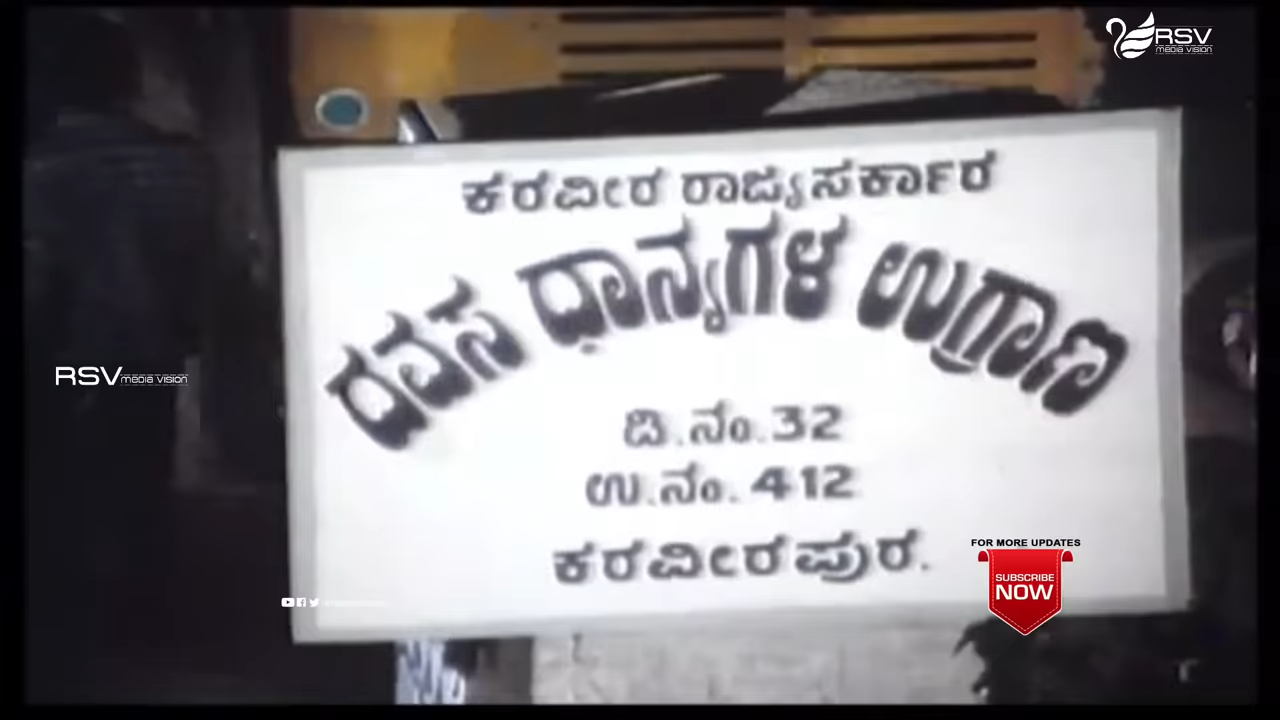 RSV
media vision
ಕರವೀರ ರಾಜ್ಯಸರ್ಕಾರ
ದವಸ ಧಾನ್ಯಗಳ ಉಗ್ರಾಣ
RSV media vision
ದಿ.ನಂ.32
ಉ.ನಂ.412
ಕರವೀರಪುರ.
FOR MORE UPDATES
SUBSCRIBE
NOW